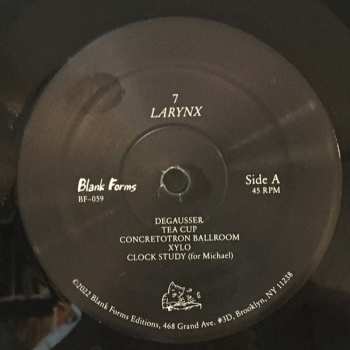 7
LARYNX
Blank Forms
BF-059
Side A
45 RPM
DEGAUSSER
TEA CUP
CONCRETOTRON BALLROOM
XYLO
CLOCK STUDY (for Michael)
©2022 Blank Forms Editions, 468 Grand Ave. #3D, Brooklyn, NY 11238